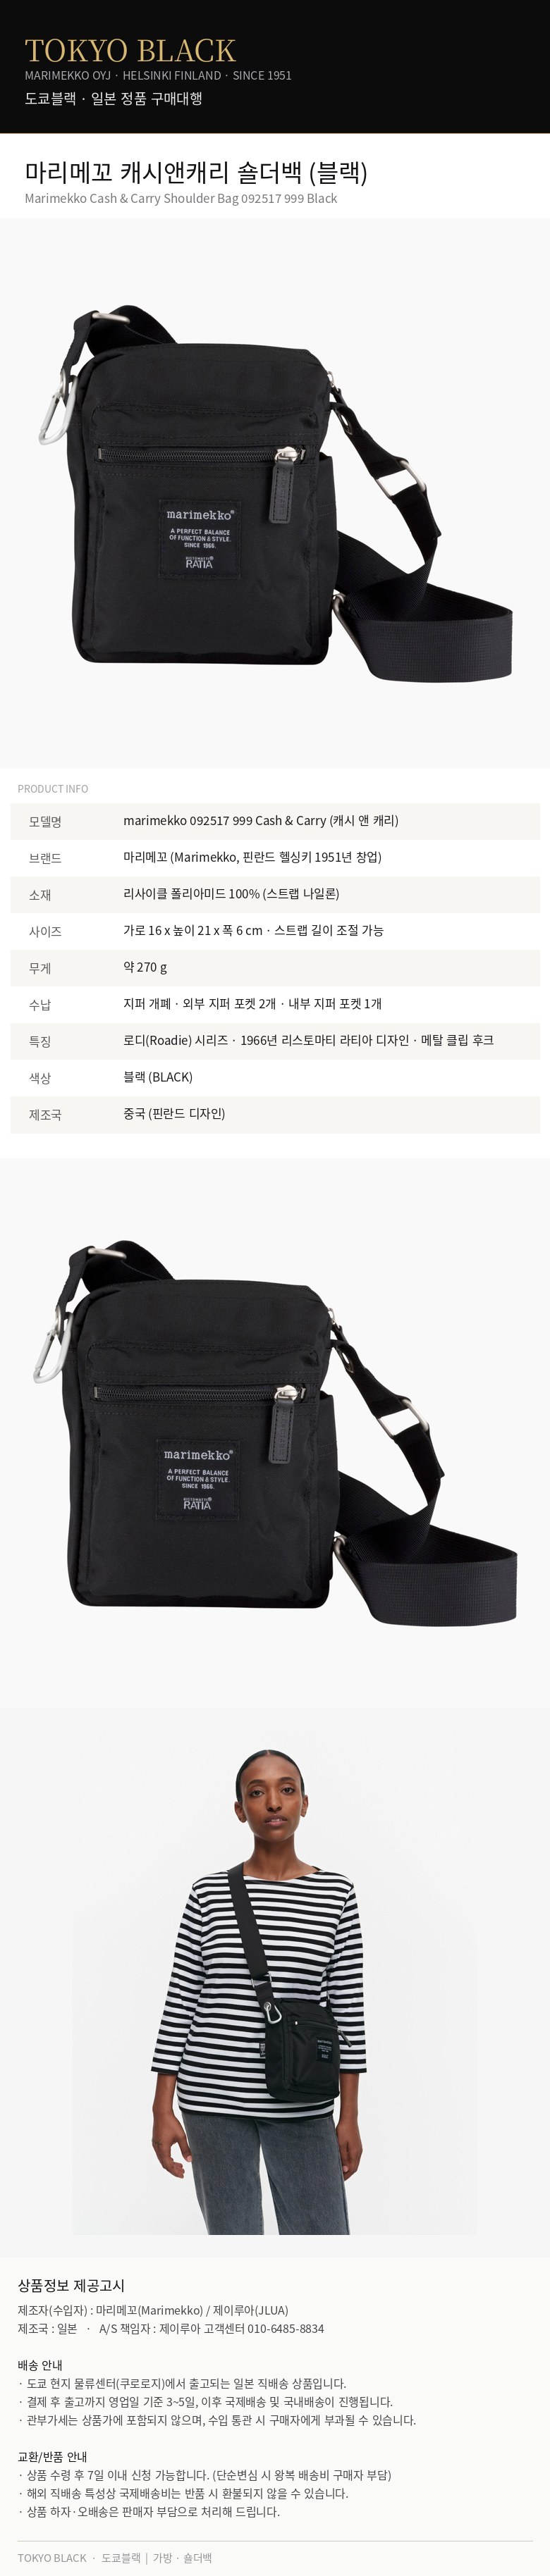 TOKYO BLACK
MARIMEKKO OYJ · HELSINKI FINLAND · SINCE 1951
도쿄블랙 · 일본 정품 구매대행
마리메꼬 캐시앤캐리 숄더백 (블랙)
Marimekko Cash & Carry Shoulder Bag 092517 999 Black
marimekko®
A PERFECT BALANCE
OF FUNCTION & STYLE.
SINCE 1966.
RISTOMATTI
RATIA
PRODUCT INFO
모델명 marimekko 092517 999 Cash & Carry (캐시 앤 캐리)
브랜드 마리메꼬 (Marimekko, 핀란드 헬싱키 1951년 창업)
소재 리사이클 폴리아미드 100% (스트랩 나일론)
사이즈 가로 16 x 높이 21 x 폭 6 cm · 스트랩 길이 조절 가능
무게 약 270 g
수납 지퍼 개폐 · 외부 지퍼 포켓 2개 · 내부 지퍼 포켓 1개
특징 로디(Roadie) 시리즈 · 1966년 리스토마티 라티아 디자인 · 메탈 클립 후크
색상 블랙 (BLACK)
제조국 중국 (핀란드 디자인)
marimekko®
A PERFECT BALANCE
OF FUNCTION & STYLE.
SINCE 1966.
RISTOMATTI
RATIA
상품정보 제공고시
제조자(수입자) : 마리메꼬(Marimekko) / 제이루아(JLUA)
제조국 : 일본 · A/S 책임자 : 제이루아 고객센터 010-6485-8834
배송 안내
· 도쿄 현지 물류센터(쿠로로지)에서 출고되는 일본 직배송 상품입니다.
· 결제 후 출고까지 영업일 기준 3~5일, 이후 국제배송 및 국내배송이 진행됩니다.
· 관부가세는 상품가에 포함되지 않으며, 수입 통관 시 구매자에게 부과될 수 있습니다.
교환/반품 안내
· 상품 수령 후 7일 이내 신청 가능합니다. (단순변심 시 왕복 배송비 구매자 부담)
· 해외 직배송 특성상 국제배송비는 반품 시 환불되지 않을 수 있습니다.
· 상품 하자·오배송은 판매자 부담으로 처리해 드립니다.
TOKYO BLACK · 도쿄블랙 | 가방 · 숄더백